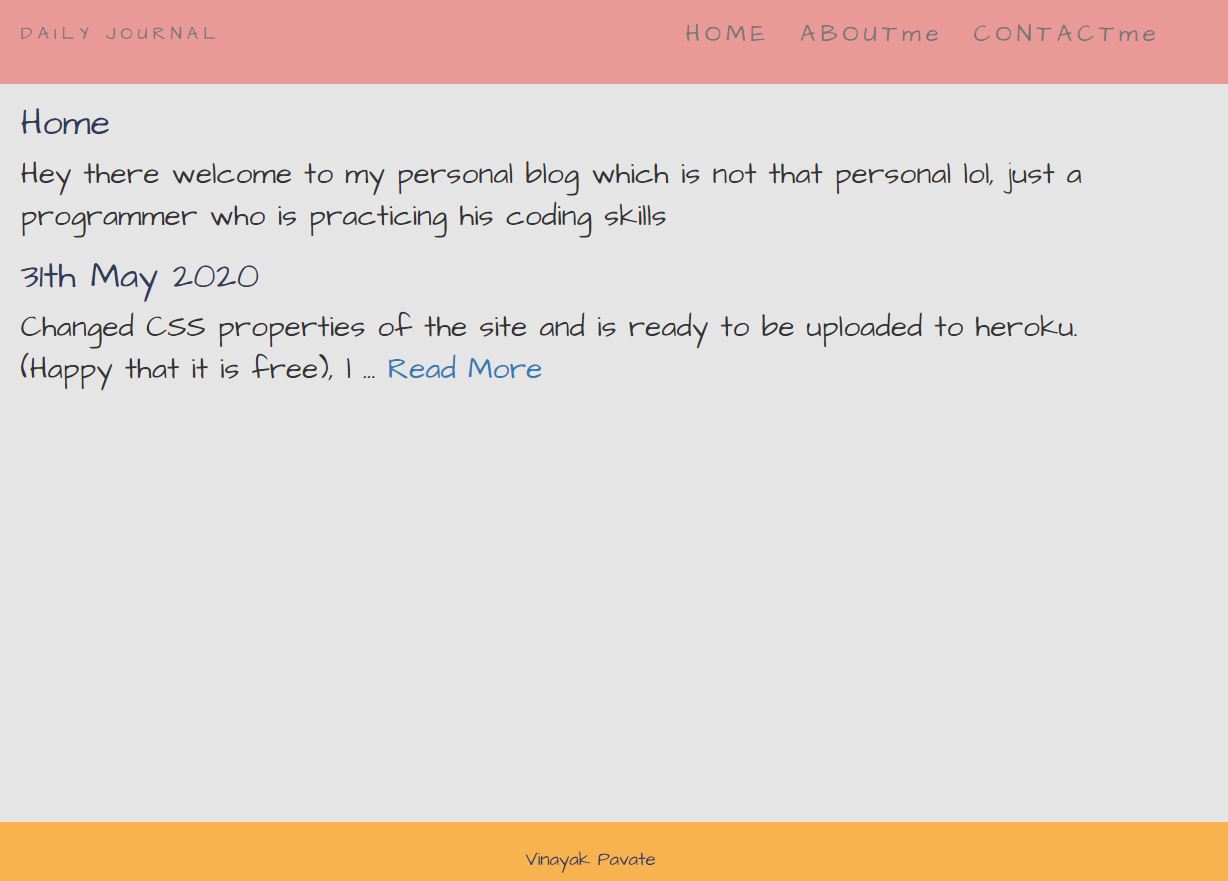 DAILY JOURNAL HOME ABOUTme CONTACTme
Home
Hey there welcome to my personal blog which is not that personal lol, just a
programmer who is practicing his coding skills
31th May 2020
Changed CSS properties of the site and is ready to be uploaded to heroku.
(Happy that it is free), I ... Read More
Vinayak Pavate